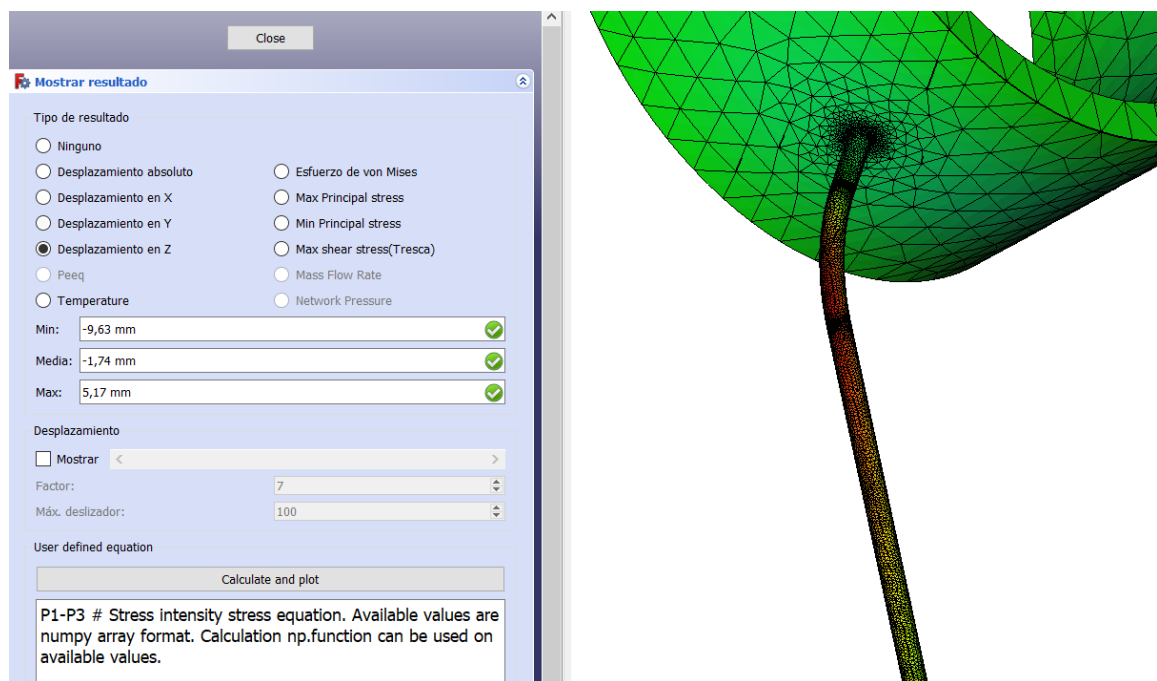 Close
Mostrar resultado
Tipo de resultado
Ninguno
Desplazamiento absoluto
Esfuerzo de von Mises
Desplazamiento en X
Max Principal stress
Desplazamiento en Y
Min Principal stress
Desplazamiento en Z
Max shear stress(Tresca)
Peeq
Mass Flow Rate
Temperature
Network Pressure
Min: -9,63 mm
Media: -1,74 mm
Max: 5,17 mm
Desplazamiento
Mostrar
Factor: 7
Máx. deslizador: 100
User defined equation
Calculate and plot
P1-P3 # Stress intensity stress equation. Available values are
numpy array format. Calculation np.function can be used on
available values.